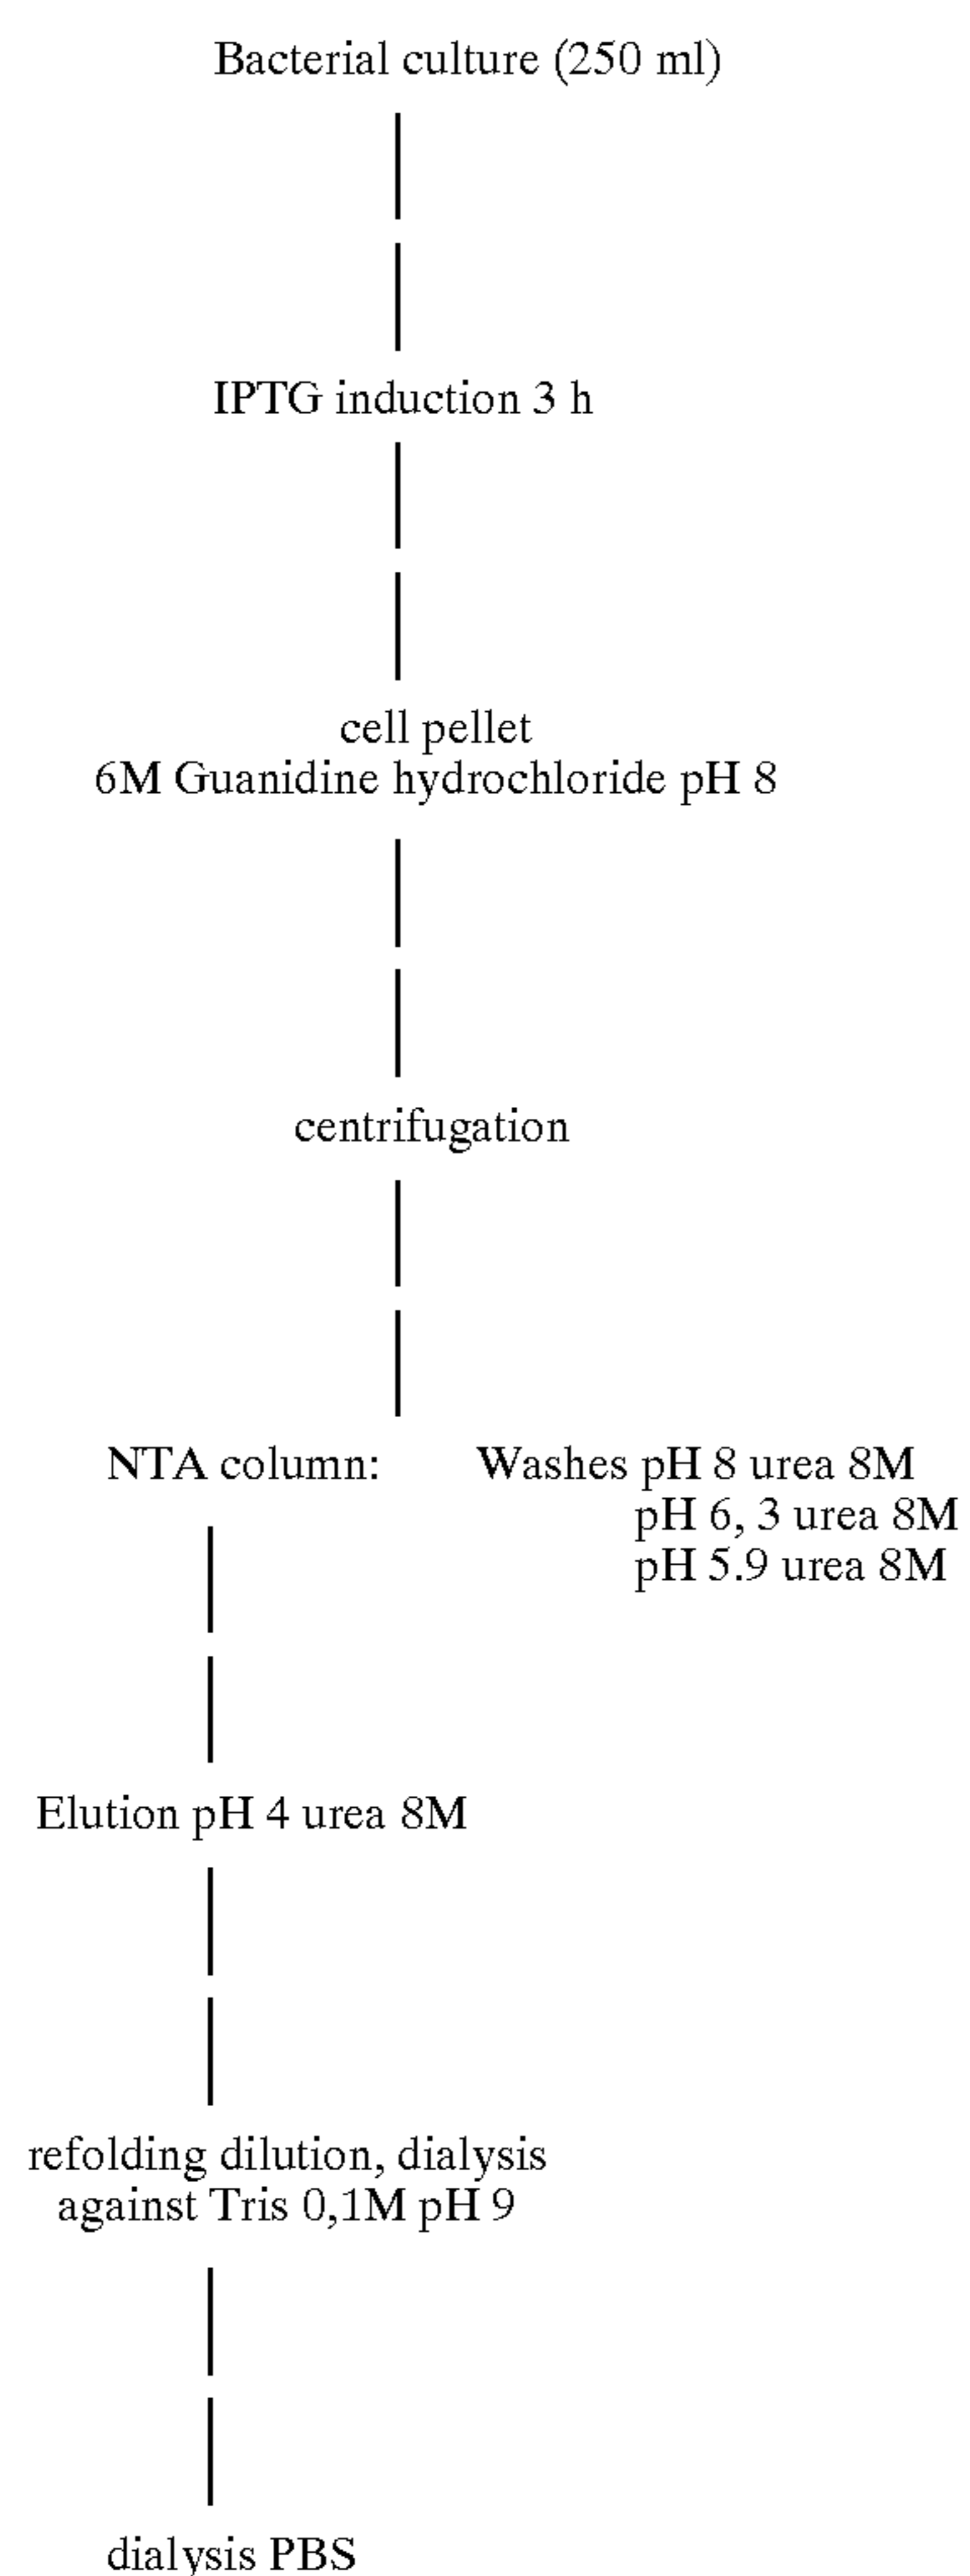 Bacterial culture (250 ml)
IPTG induction 3 h
cell pellet
6M Guanidine hydrochloride pH 8
centrifugation
NTA column: Washes pH 8 urea 8M
pH 6, 3 urea 8M
pH 5.9 urea 8M
Elution pH 4 urea 8M
refolding dilution, dialysis
against Tris 0,1M pH 9
dialysis PBS